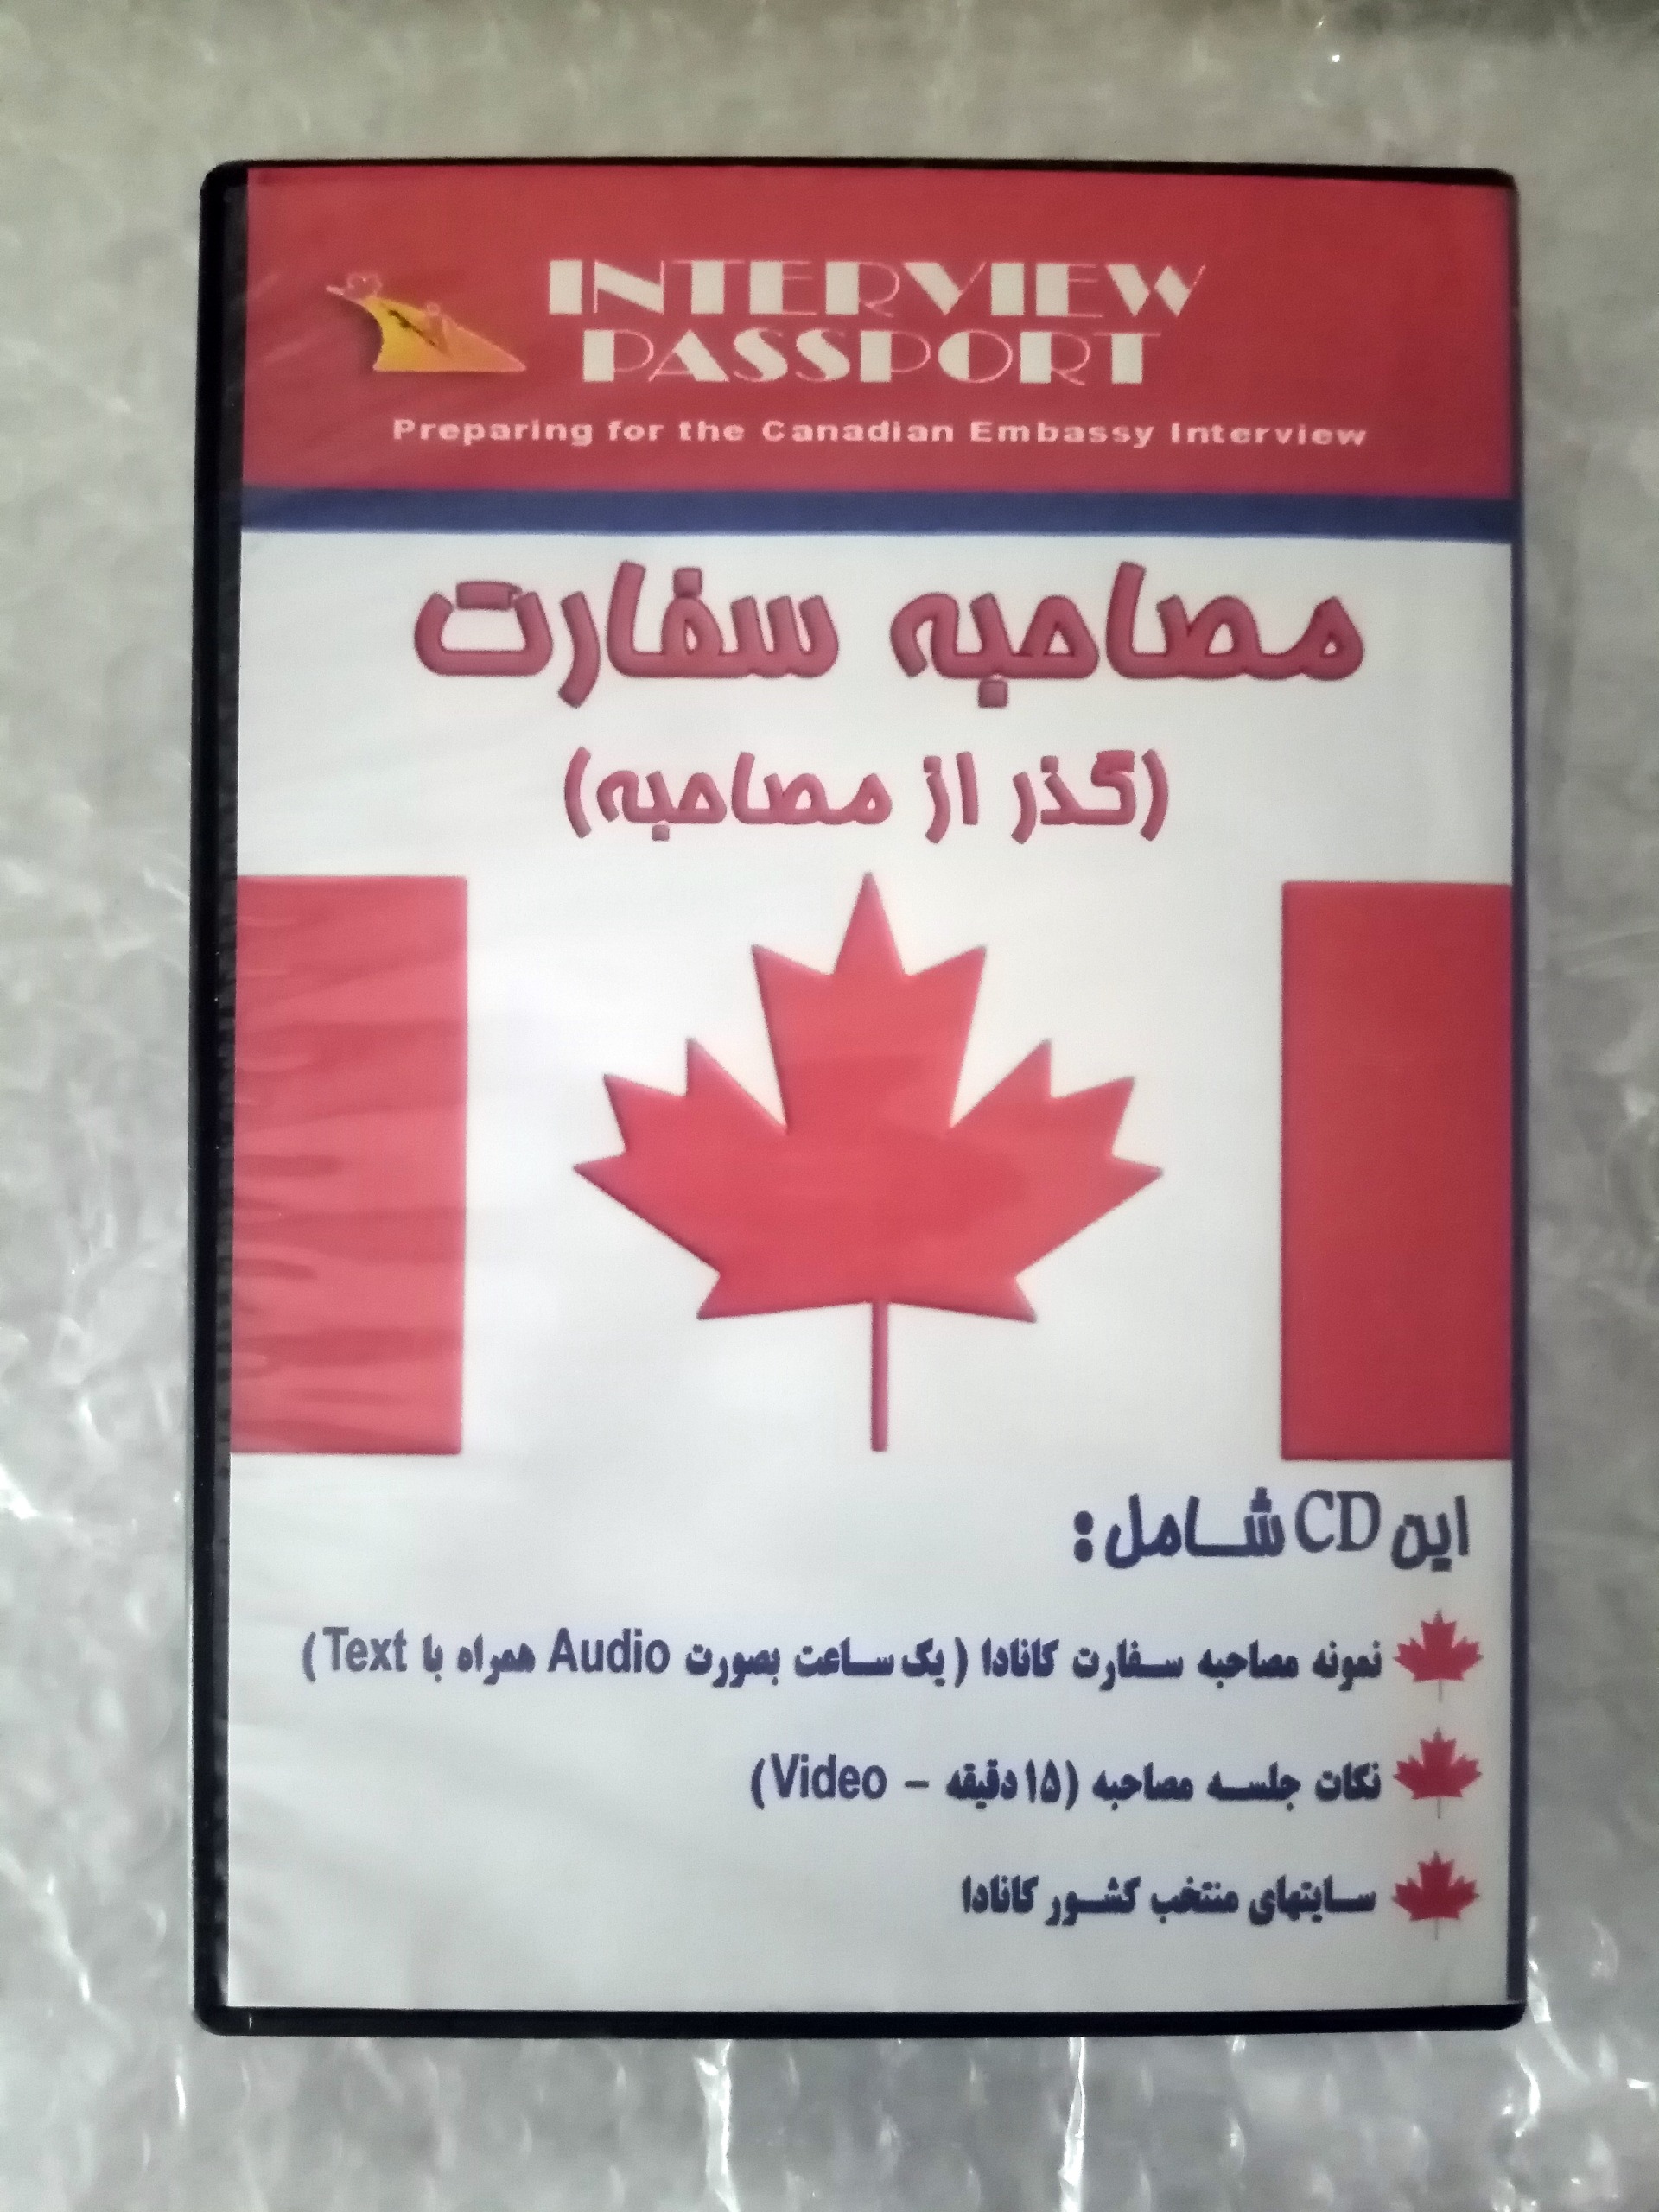 INTERVIEW
PASSPORT
Preparing for the Canadian Embassy Interview
مصاحبه سفارت
(گذر از مصاحبه)
این CD شامل:
نمونه مصاحبه سفارت کانادا (یک ساعت بصورت Audio همراه با Text)
نکات جلسه مصاحبه (۱۵ دقیقه - Video)
سایتهای منتخب کشور کانادا